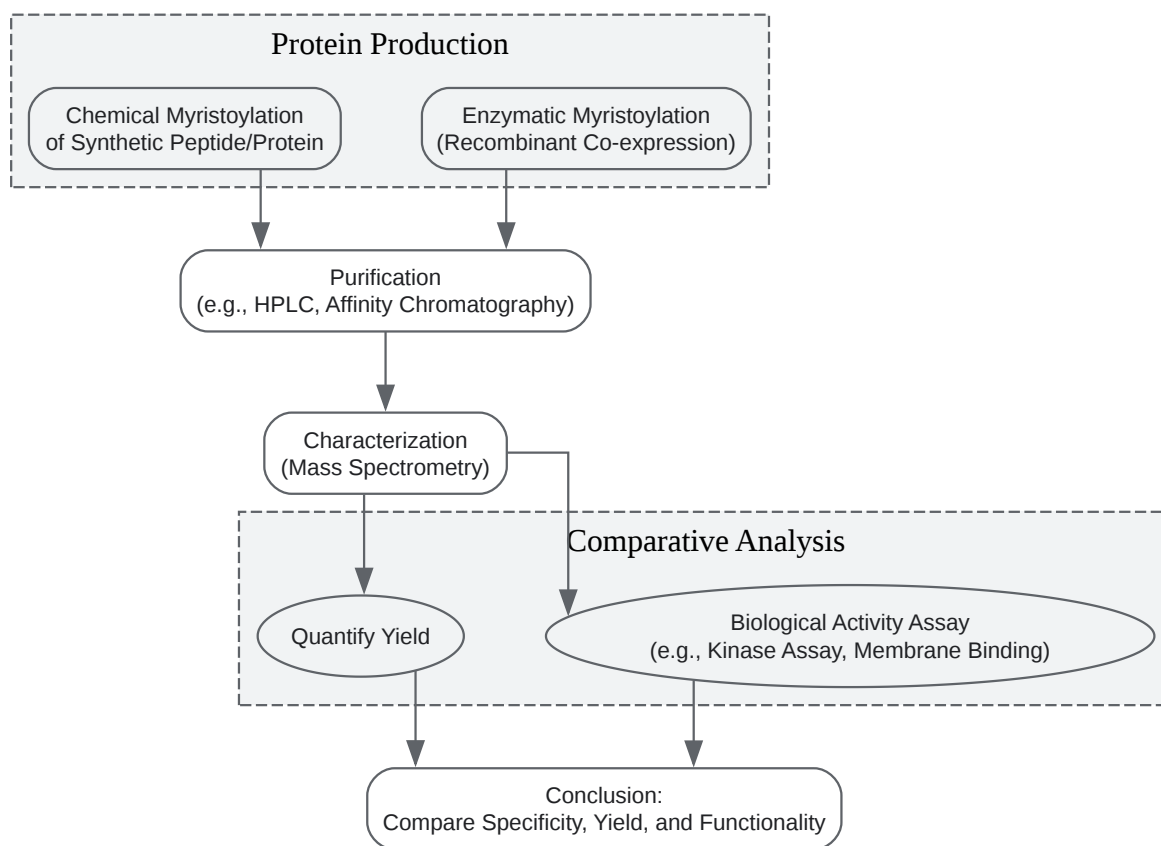 Protein Production
Chemical Myristoylation
of Synthetic Peptide/Protein
Enzymatic Myristoylation
(Recombinant Co-expression)
Purification
(e.g., HPLC, Affinity Chromatography)
Characterization
(Mass Spectrometry)
Comparative Analysis
Quantify Yield
Biological Activity Assay
(e.g., Kinase Assay, Membrane Binding)
Conclusion:
Compare Specificity, Yield, and Functionality